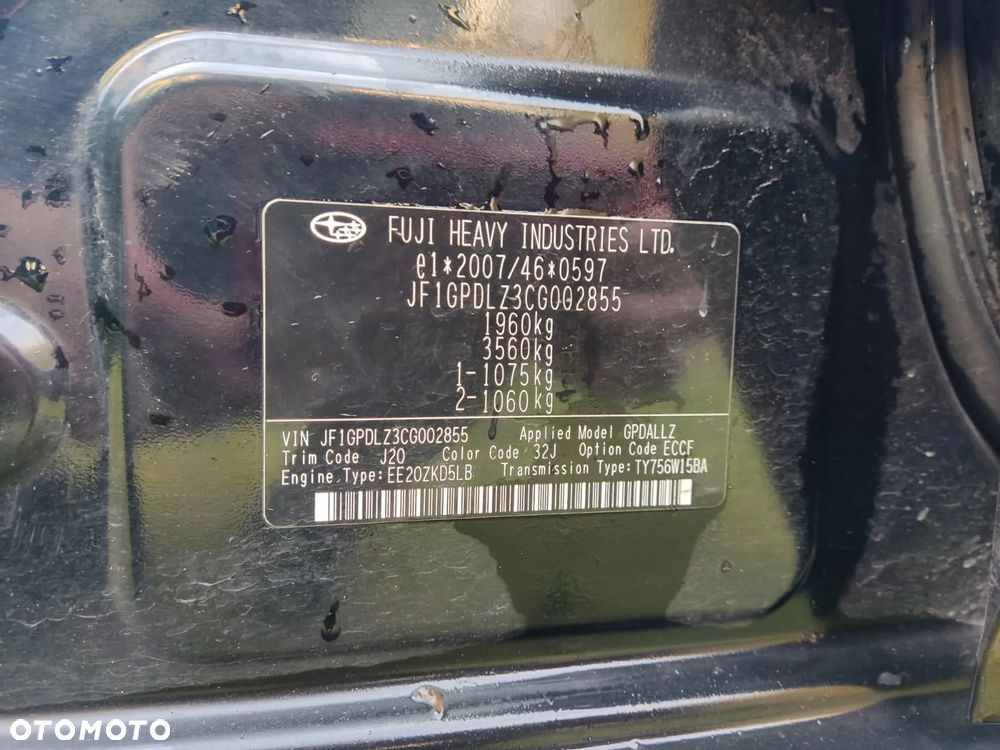 FUJI HEAVY INDUSTRIES LTD.
e1*2007/46*0597
JF1GPDLZ3CG002855
1960kg
3560kg
1-1075kg
2-1060kg
VIN JF1GPDLZ3CG002855 Applied Model GPDALLZ
Trim Code J20 Color Code 32J Option Code ECCF
Engine Type: EE20ZKD5LB Transmission Type: TY756W15BA
OTOMOTO